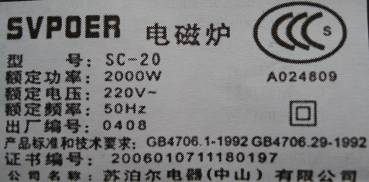 SVPOER 电磁炉
CCC S
型 号：SC-20
额定功率：2000W
A024809
额定电压：220V~
额定频率：50Hz
出厂编号：0408
产品标准和技术要求：GB4706.1-1992 GB4706.29-1992
证书编号：2006010711180197
公司名称：苏泊尔电器(中山)有限公司